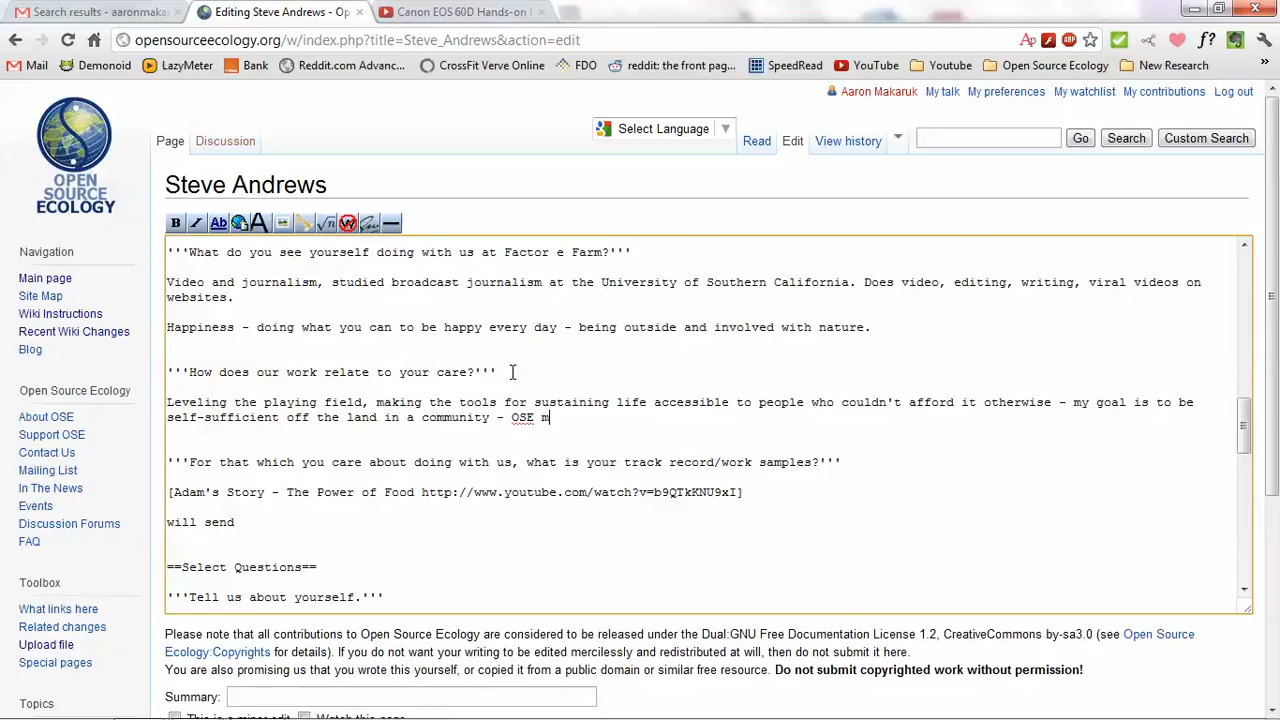 Search results - aaronmaka
Editing Steve Andrews - Op
Canon EOS 60D Hands-on
opensourceecology.org/w/index.php?title=Steve_Andrews&action=edit
Mail Demonoid LazyMeter Bank Reddit.com Advanc... CrossFit Verve Online FDO reddit: the front pag... SpeedRead YouTube Youtube Open Source Ecology New Research »
Aaron Makaruk My talk My preferences My watchlist My contributions Log out
Select Language
Page Discussion Read Edit View history Go Search Custom Search
OPEN
SOURCE
ECOLOGY
Steve Andrews
Navigation
Main page
Site Map
Wiki Instructions
Recent Wiki Changes
Blog
Open Source Ecology
About OSE
Support OSE
Contact Us
Mailing List
In The News
Events
Discussion Forums
FAQ
Toolbox
What links here
Related changes
Upload file
Special pages
Topics
'''What do you see yourself doing with us at Factor e Farm?'''
Video and journalism, studied broadcast journalism at the University of Southern California. Does video, editing, writing, viral videos on
websites.
Happiness - doing what you can to be happy every day - being outside and involved with nature.
'''How does our work relate to your care?'''
Leveling the playing field, making the tools for sustaining life accessible to people who couldn't afford it otherwise - my goal is to be
self-sufficient off the land in a community - OSE m
'''For that which you care about doing with us, what is your track record/work samples?'''
[Adam's Story - The Power of Food http://www.youtube.com/watch?v=b9QTkKNU9xI]
will send
==Select Questions==
'''Tell us about yourself.'''
Please note that all contributions to Open Source Ecology are considered to be released under the Dual:GNU Free Documentation License 1.2, CreativeCommons by-sa3.0 (see Open Source
Ecology:Copyrights for details). If you do not want your writing to be edited mercilessly and redistributed at will, then do not submit it here.
You are also promising us that you wrote this yourself, or copied it from a public domain or similar free resource. Do not submit copyrighted work without permission!
Summary:
This is a minor edit Watch this page